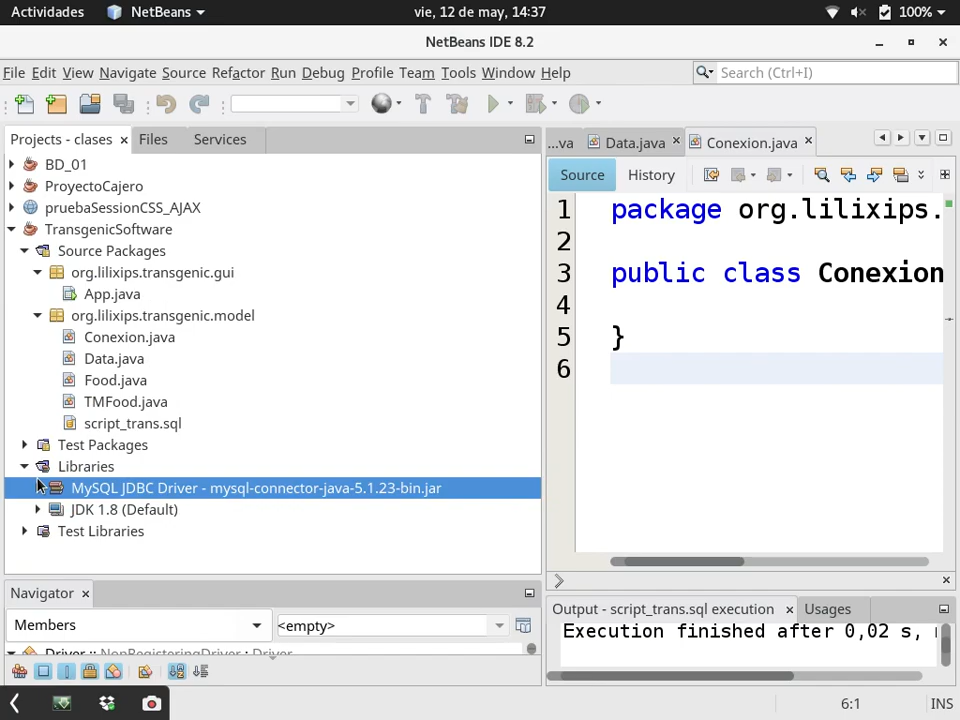 Actividades NetBeans vie, 12 de may, 14:37 100%
NetBeans IDE 8.2
File Edit View Navigate Source Refactor Run Debug Profile Team Tools Window Help Search (Ctrl+I)
Projects - clases Files Services
...va Data.java Conexion.java
Source History
BD_01
ProyectoCajero
pruebaSessionCSS_AJAX
TransgenicSoftware
Source Packages
org.lilixips.transgenic.gui
App.java
org.lilixips.transgenic.model
Conexion.java
Data.java
Food.java
TMFood.java
script_trans.sql
Test Packages
Libraries
MySQL JDBC Driver - mysql-connector-java-5.1.23-bin.jar
JDK 1.8 (Default)
Test Libraries
1 package org.lilixips.
2
3 public class Conexion
4
5 }
6
Navigator
Members <empty>
Driver :: NonRegisteringDriver : Driver
Output - script_trans.sql execution Usages
Execution finished after 0,02 s,
6:1 INS